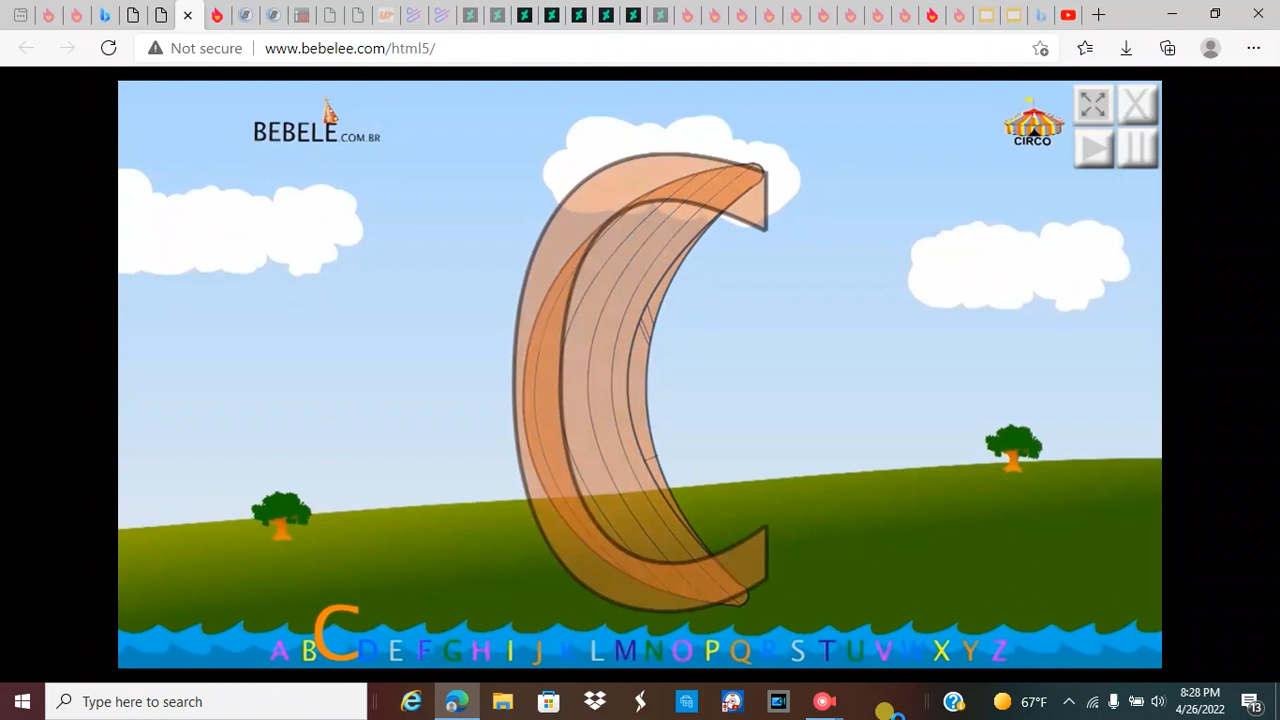 Not secure
www.bebelee.com/html5/
BEBELE.COM.BR
CIRCO
C
A B C D E F G H I J K L M N O P Q R S T U V W X Y Z
Type here to search
67°F
8:28 PM
4/26/2022
13